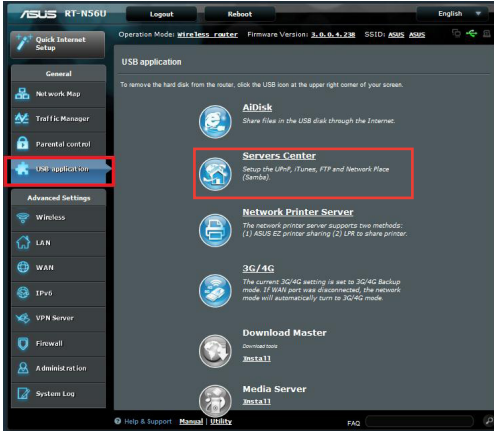 ASUS RT-N56U Logout Reboot English
Quick Internet Setup
Operation Mode: Wireless router Firmware Version: 3.0.0.4.238 SSID: ASUS ASUS
General
Network Map
Traffic Manager
Parental control
USB application
Advanced Settings
Wireless
LAN
WAN
IPv6
VPN Server
Firewall
Administration
System Log
USB application
To remove the hard disk from the router, click the USB icon at the upper right corner of your screen.
AiDisk
Share files in the USB disk through the Internet.
Servers Center
Setup the UPnP, iTunes, FTP and Network Place
(Samba).
Network Printer Server
The network printer server supports two methods:
(1) ASUS EZ printer sharing (2) LPR to share printer.
3G/4G
The current 3G/4G setting is set to 3G/4G Backup
mode. If WAN port was disconnected, the network
mode will automatically turn to 3G/4G mode.
Download Master
Download tools
Install
Media Server
Install
Help & Support Manual | Utility FAQ